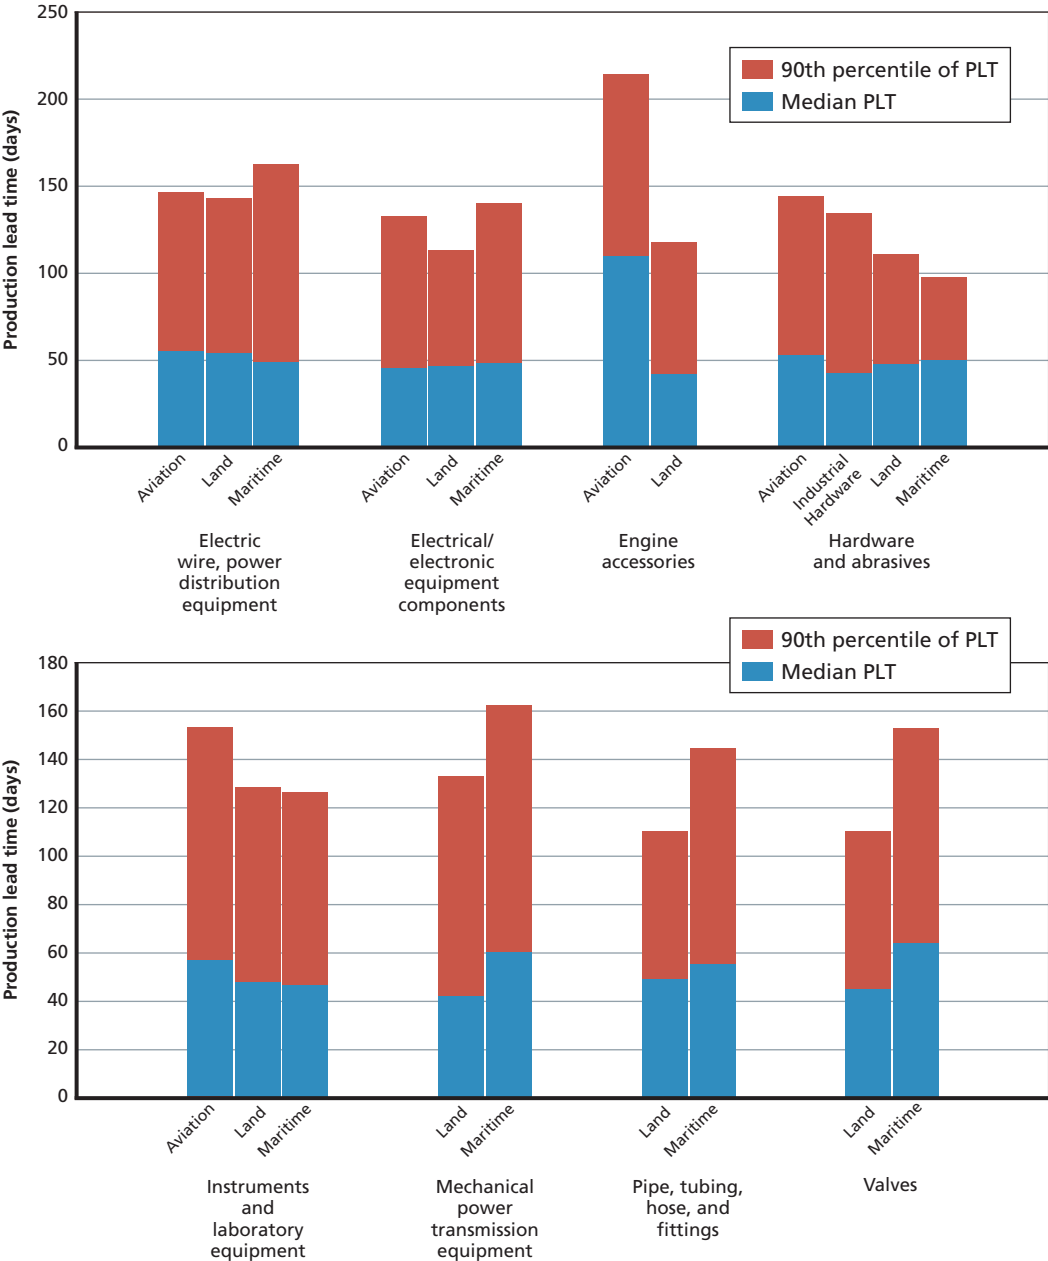 250
200
150
100
50
0
Production lead time (days)
90th percentile of PLT
Median PLT
Aviation
Land
Maritime
Aviation
Land
Maritime
Aviation
Land
Aviation
Industrial
Hardware
Land
Maritime
Electric
wire, power
distribution
equipment
Electrical/
electronic
equipment
components
Engine
accessories
Hardware
and abrasives
180
160
140
120
100
80
60
40
20
0
Production lead time (days)
90th percentile of PLT
Median PLT
Aviation
Land
Maritime
Land
Maritime
Land
Maritime
Land
Maritime
Instruments
and
laboratory
equipment
Mechanical
power
transmission
equipment
Pipe, tubing,
hose, and
fittings
Valves